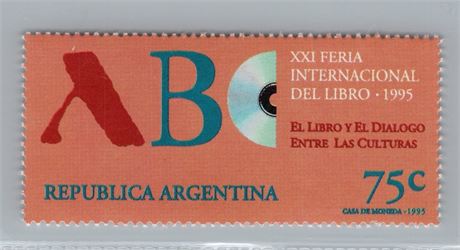 ABC
XXI FERIA
INTERNACIONAL
DEL LIBRO · 1995
EL LIBRO Y EL DIALOGO
ENTRE LAS CULTURAS
REPUBLICA ARGENTINA
75c
CASA DE MONEDA · 1995